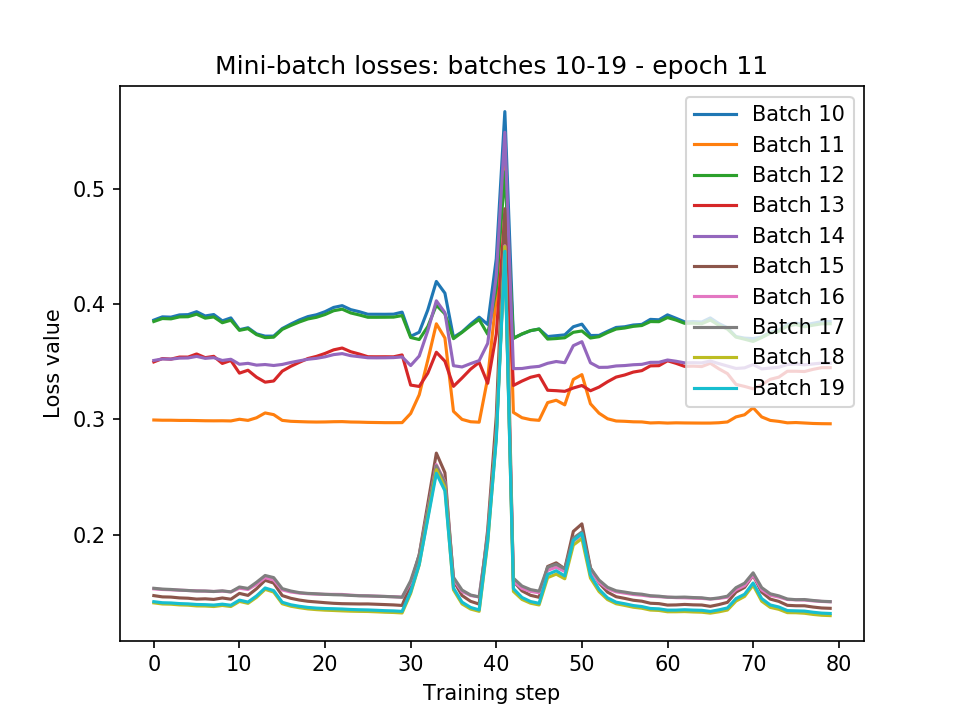 Mini-batch losses: batches 10-19 - epoch 11
Loss value
0.5
0.4
0.3
0.2
Batch 10
Batch 11
Batch 12
Batch 13
Batch 14
Batch 15
Batch 16
Batch 17
Batch 18
Batch 19
0 10 20 30 40 50 60 70 80
Training step